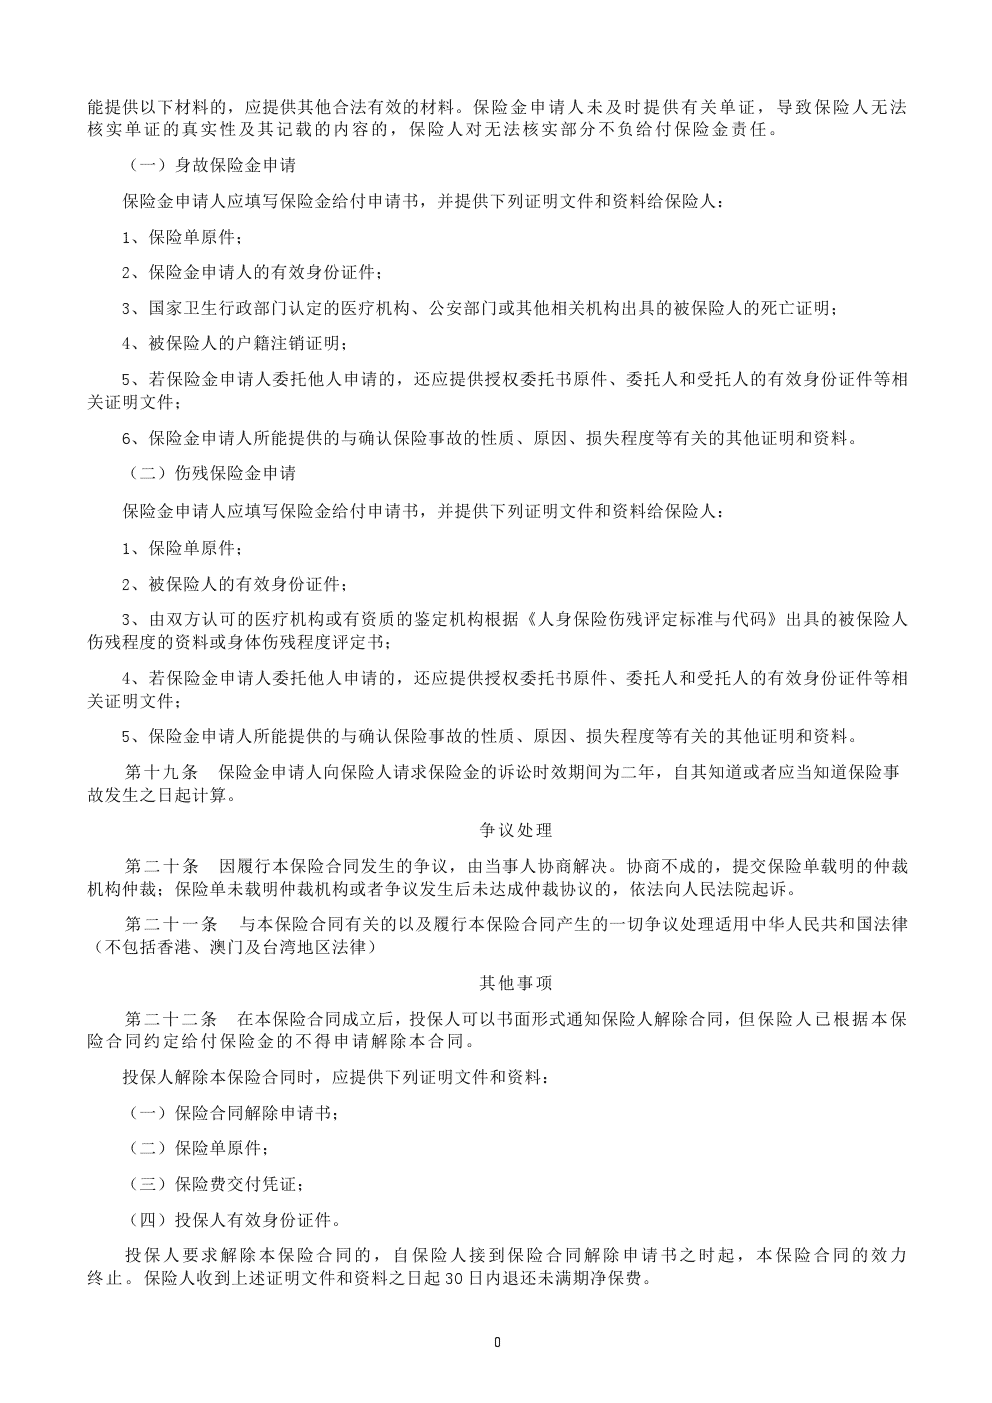 能提供以下材料的，应提供其他合法有效的材料。保险金申请人未及时提供有关单证，导致保险人无法
核实单证的真实性及其记载的内容的，保险人对无法核实部分不负给付保险金责任。
（一）身故保险金申请
保险金申请人应填写保险金给付申请书，并提供下列证明文件和资料给保险人：
1、保险单原件；
2、保险金申请人的有效身份证件；
3、国家卫生行政部门认定的医疗机构、公安部门或其他相关机构出具的被保险人的死亡证明；
4、被保险人的户籍注销证明；
5、若保险金申请人委托他人申请的，还应提供授权委托书原件、委托人和受托人的有效身份证件等相
关证明文件；
6、保险金申请人所能提供的与确认保险事故的性质、原因、损失程度等有关的其他证明和资料。
（二）伤残保险金申请
保险金申请人应填写保险金给付申请书，并提供下列证明文件和资料给保险人：
1、保险单原件；
2、被保险人的有效身份证件；
3、由双方认可的医疗机构或有资质的鉴定机构根据《人身保险伤残评定标准与代码》出具的被保险人
伤残程度的资料或身体伤残程度评定书；
4、若保险金申请人委托他人申请的，还应提供授权委托书原件、委托人和受托人的有效身份证件等相
关证明文件；
5、保险金申请人所能提供的与确认保险事故的性质、原因、损失程度等有关的其他证明和资料。
第十九条　保险金申请人向保险人请求保险金的诉讼时效期间为二年，自其知道或者应当知道保险事
故发生之日起计算。
争议处理
第二十条　因履行本保险合同发生的争议，由当事人协商解决。协商不成的，提交保险单载明的仲裁
机构仲裁；保险单未载明仲裁机构或者争议发生后未达成仲裁协议的，依法向人民法院起诉。
第二十一条　与本保险合同有关的以及履行本保险合同产生的一切争议处理适用中华人民共和国法律
（不包括香港、澳门及台湾地区法律）
其他事项
第二十二条　在本保险合同成立后，投保人可以书面形式通知保险人解除合同，但保险人已根据本保
险合同约定给付保险金的不得申请解除本合同。
投保人解除本保险合同时，应提供下列证明文件和资料：
（一）保险合同解除申请书；
（二）保险单原件；
（三）保险费交付凭证；
（四）投保人有效身份证件。
投保人要求解除本保险合同的，自保险人接到保险合同解除申请书之时起，本保险合同的效力
终止。保险人收到上述证明文件和资料之日起 30 日内退还未满期净保费。
0